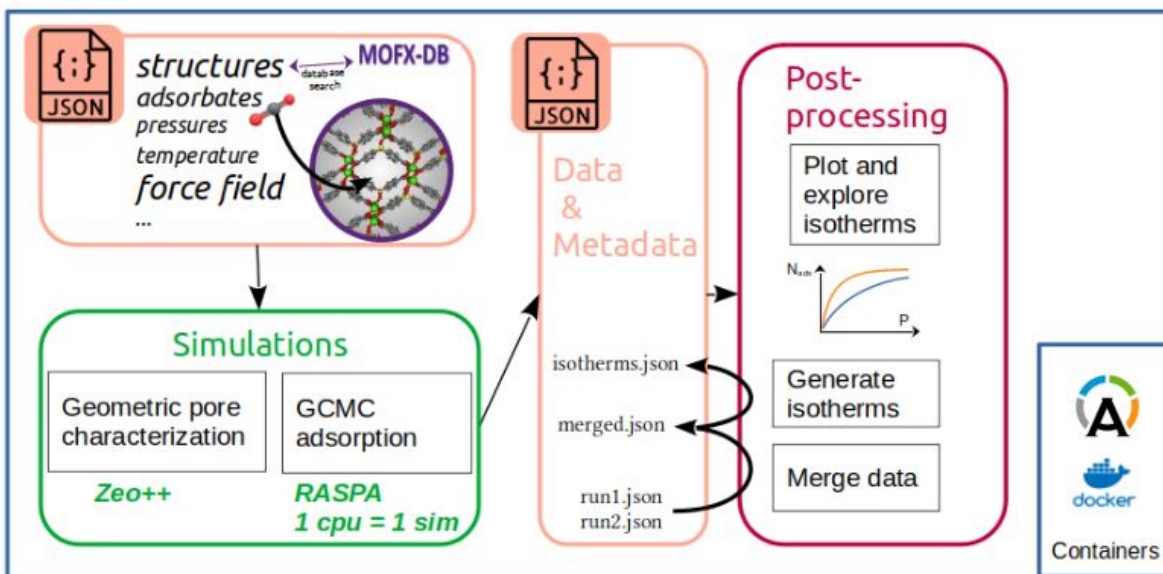 {;}
JSON
structures
MOFX-DB
database
search
adsorbates
pressures
temperature
force field
...
Simulations
Geometric pore
characterization
Zeo++
GCMC
adsorption
RASPA
1 cpu = 1 sim
{;}
JSON
Data
&
Metadata
isotherms.json
merged.json
run1.json
run2.json
Post-
processing
Plot and
explore
isotherms
Nads
P
Generate
isotherms
Merge data
A
docker
Containers